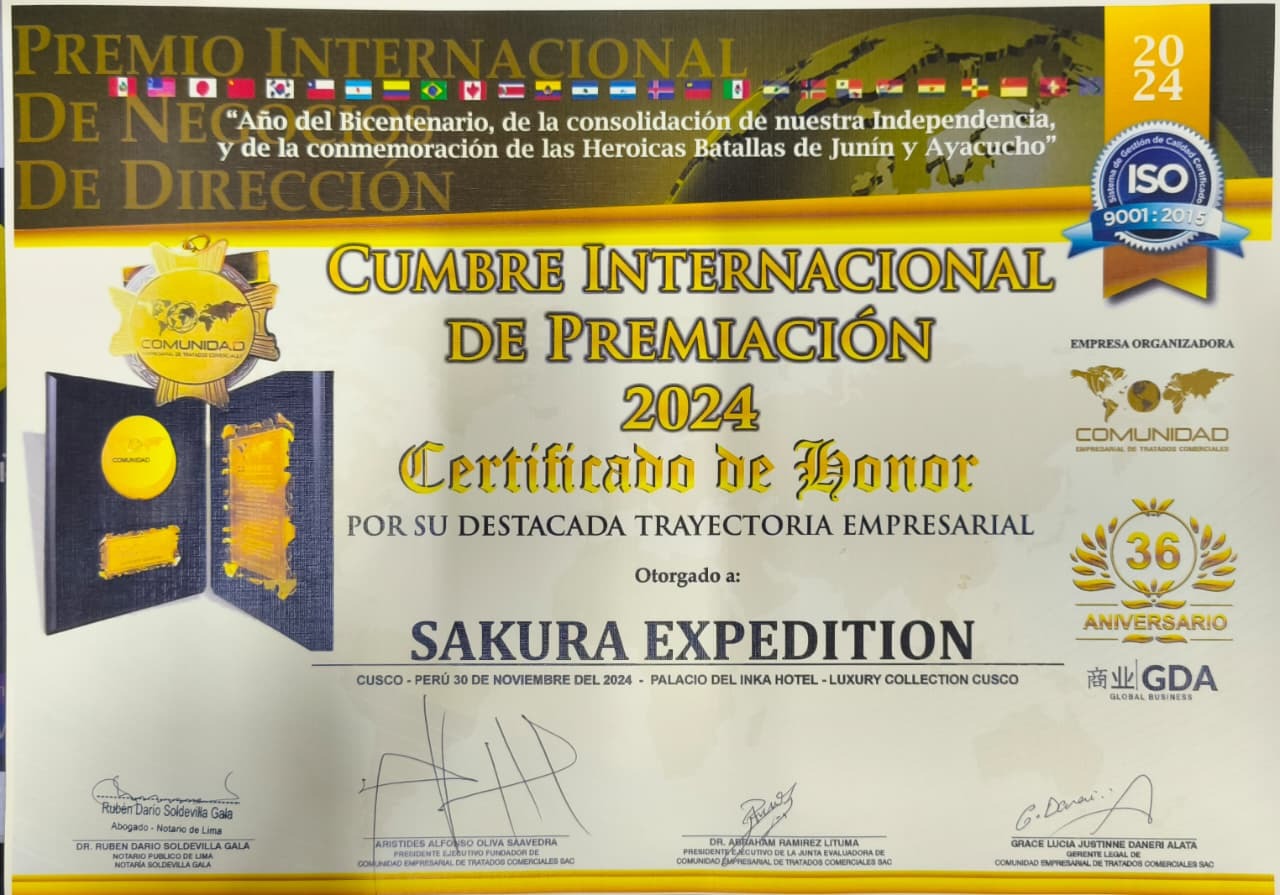 PREMIO INTERNACIONAL
DE NEGOCIOS
DE DIRECCIÓN
“Año del Bicentenario, de la consolidación de nuestra Independencia,
y de la conmemoración de las Heroicas Batallas de Junín y Ayacucho”
20
24
Sistema de Gestión de Calidad Certificado
ISO
9001:2015
CUMBRE INTERNACIONAL
DE PREMIACIÓN
2024
Certificado de Honor
POR SU DESTACADA TRAYECTORIA EMPRESARIAL
Otorgado a:
SAKURA EXPEDITION
CUSCO - PERÚ 30 DE NOVIEMBRE DEL 2024 - PALACIO DEL INKA HOTEL - LUXURY COLLECTION CUSCO
COMUNIDAD
EMPRESARIAL DE TRATADOS COMERCIALES
COMUNIDAD
EMPRESA ORGANIZADORA
COMUNIDAD
EMPRESARIAL DE TRATADOS COMERCIALES
36
ANIVERSARIO
商业 GDA
GLOBAL BUSINESS
Rubén Darío Soldevilla Gala
Abogado - Notario de Lima
DR. RUBEN DARIO SOLDEVILLA GALA
NOTARIO PUBLICO DE LIMA
NOTARÍA SOLDEVILLA GALA
ARISTIDES ALFONSO OLIVA SAAVEDRA
PRESIDENTE EJECUTIVO FUNDADOR DE
COMUNIDAD EMPRESARIAL DE TRATADOS COMERCIALES SAC
DR. ABRAHAM RAMIREZ LITUMA
PRESIDENTE EJECUTIVO DE LA JUNTA EVALUADORA DE
COMUNIDAD EMPRESARIAL DE TRATADOS COMERCIALES SAC
G. Daneri
GRACE LUCIA JUSTINNE DANERI ALATA
GERENTE LEGAL DE
COMUNIDAD EMPRESARIAL DE TRATADOS COMERCIALES SAC